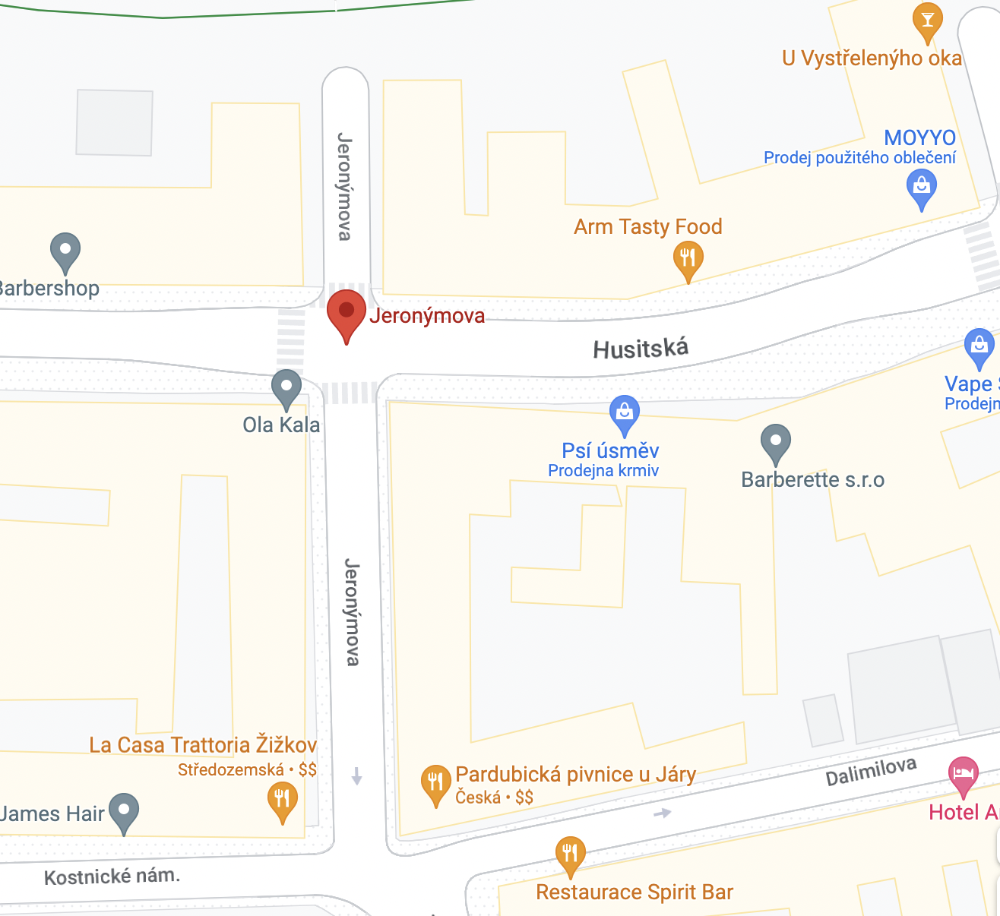 U Vystřelenýho oka
Jeronýmova
MOYYO
Prodej použitého oblečení
Arm Tasty Food
Barbershop
Jeronýmova
Husitská
Vape
Prodejn
Ola Kala
Psí úsměv
Prodejna krmiv
Barberette s.r.o
Jeronýmova
La Casa Trattoria Žižkov
Středozemská • $$
Pardubická pivnice u Járy
Česká • $$
Dalimilova
James Hair
Hotel A
Kostnické nám.
Restaurace Spirit Bar